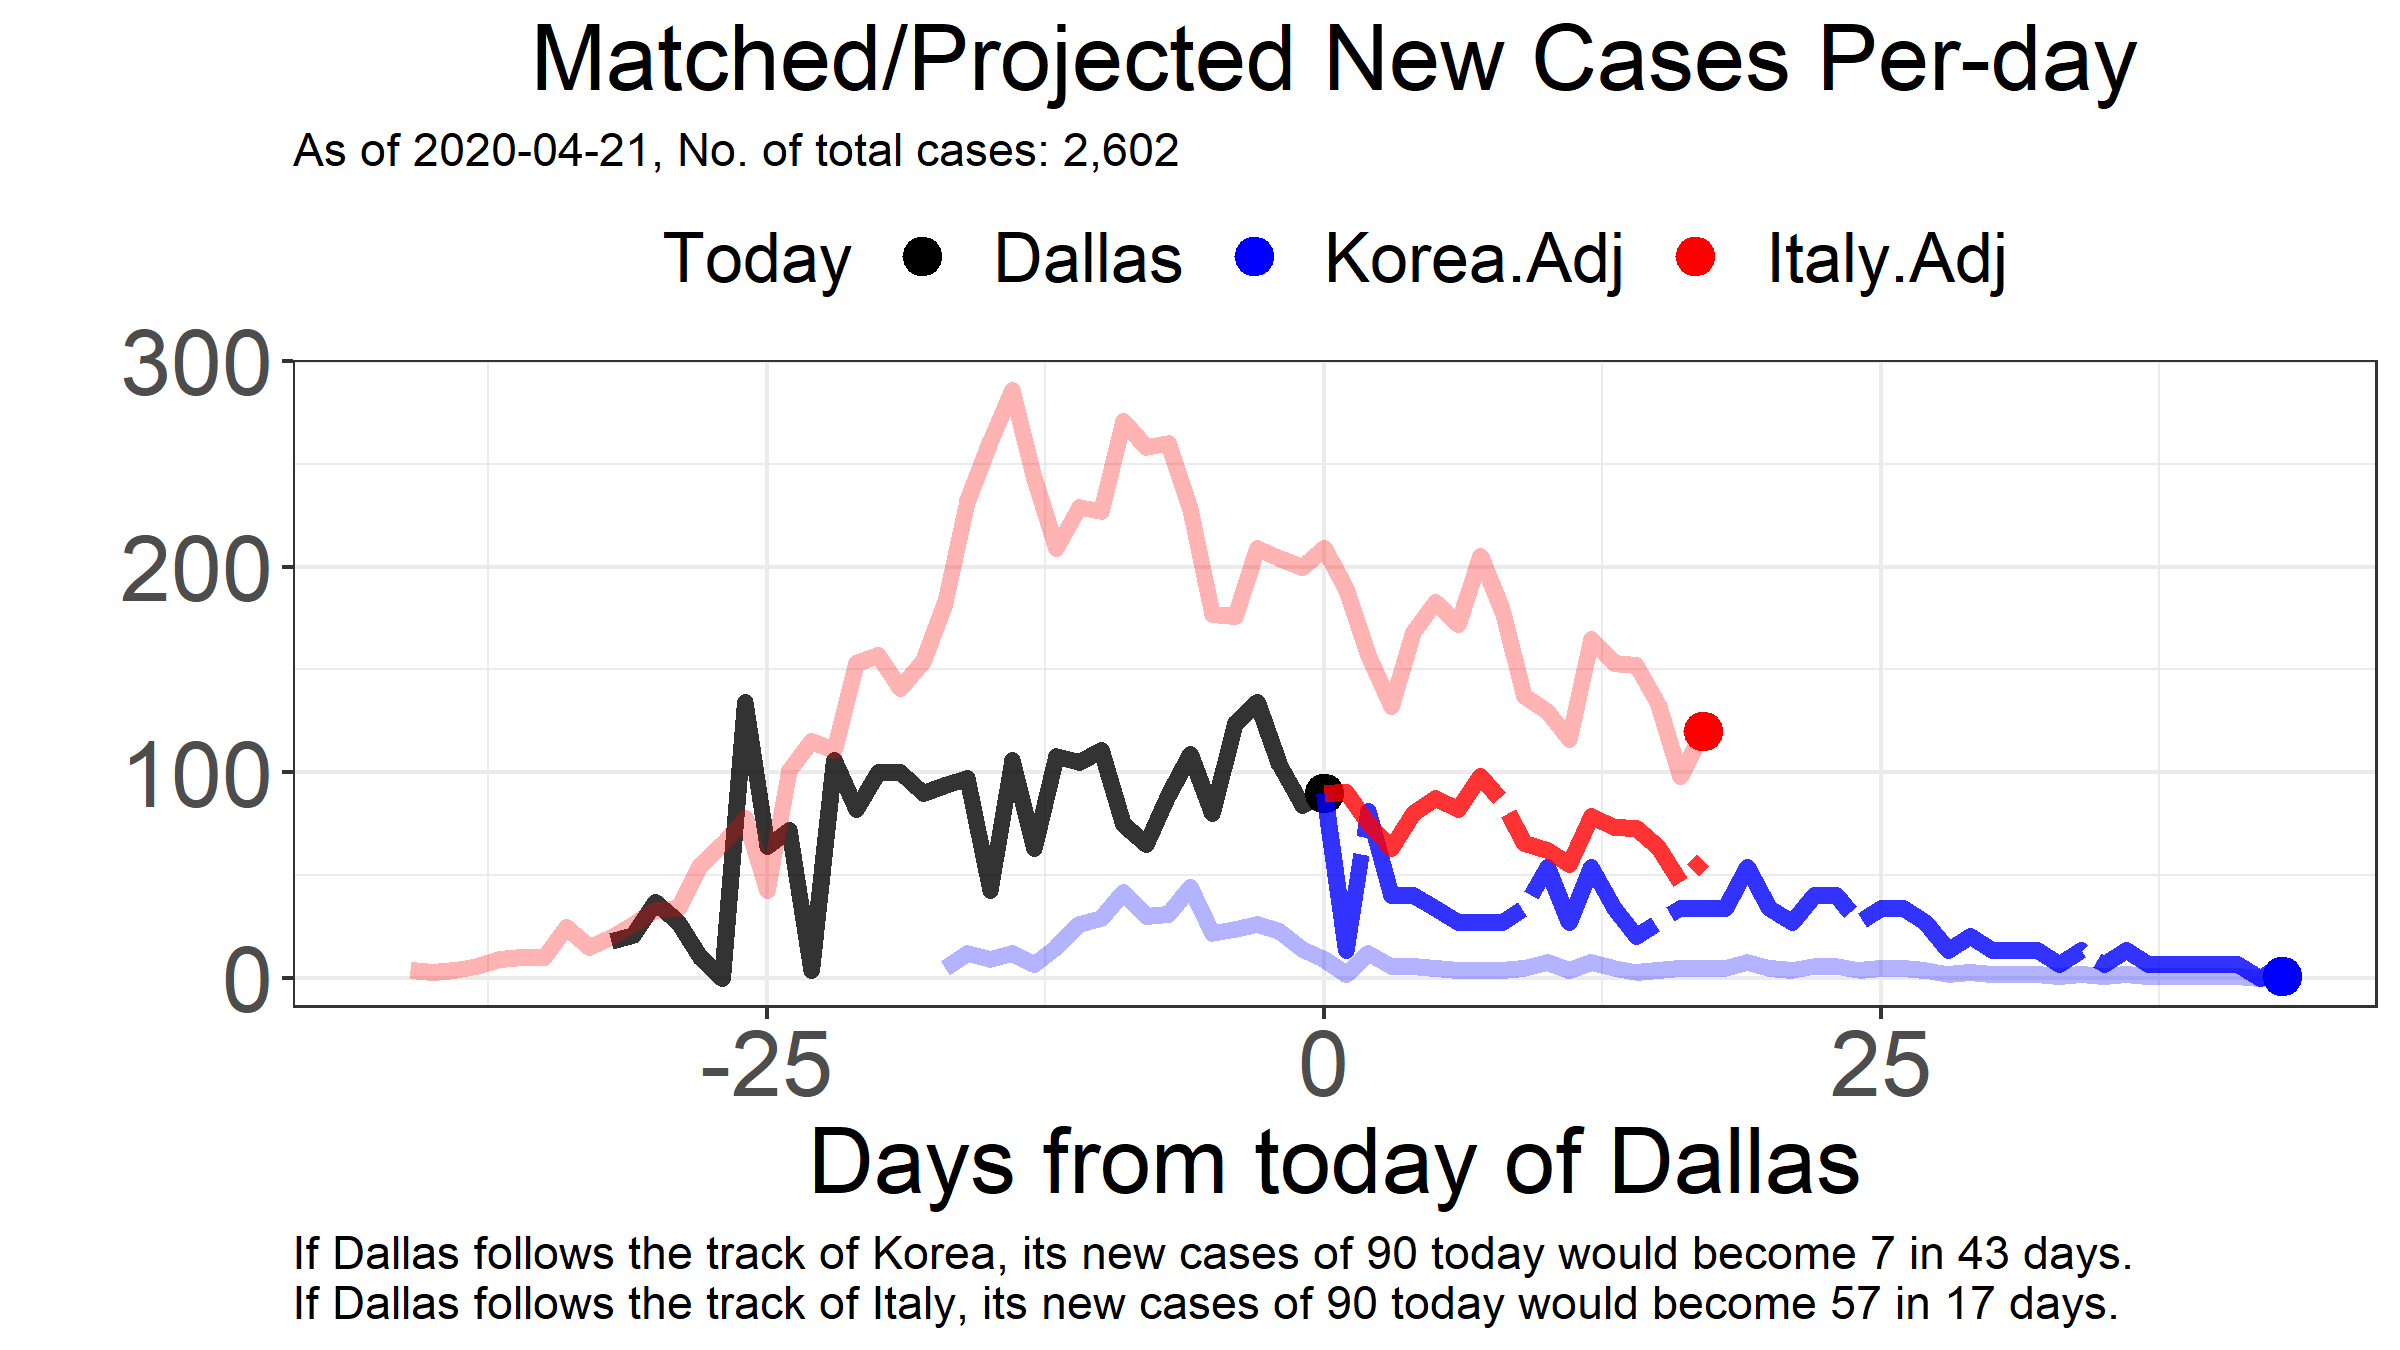 Matched/Projected New Cases Per-day
As of 2020-04-21, No. of total cases: 2,602
Today Dallas Korea.Adj Italy.Adj
300
200
100
0
-25 0 25
Days from today of Dallas
If Dallas follows the track of Korea, its new cases of 90 today would become 7 in 43 days.
If Dallas follows the track of Italy, its new cases of 90 today would become 57 in 17 days.